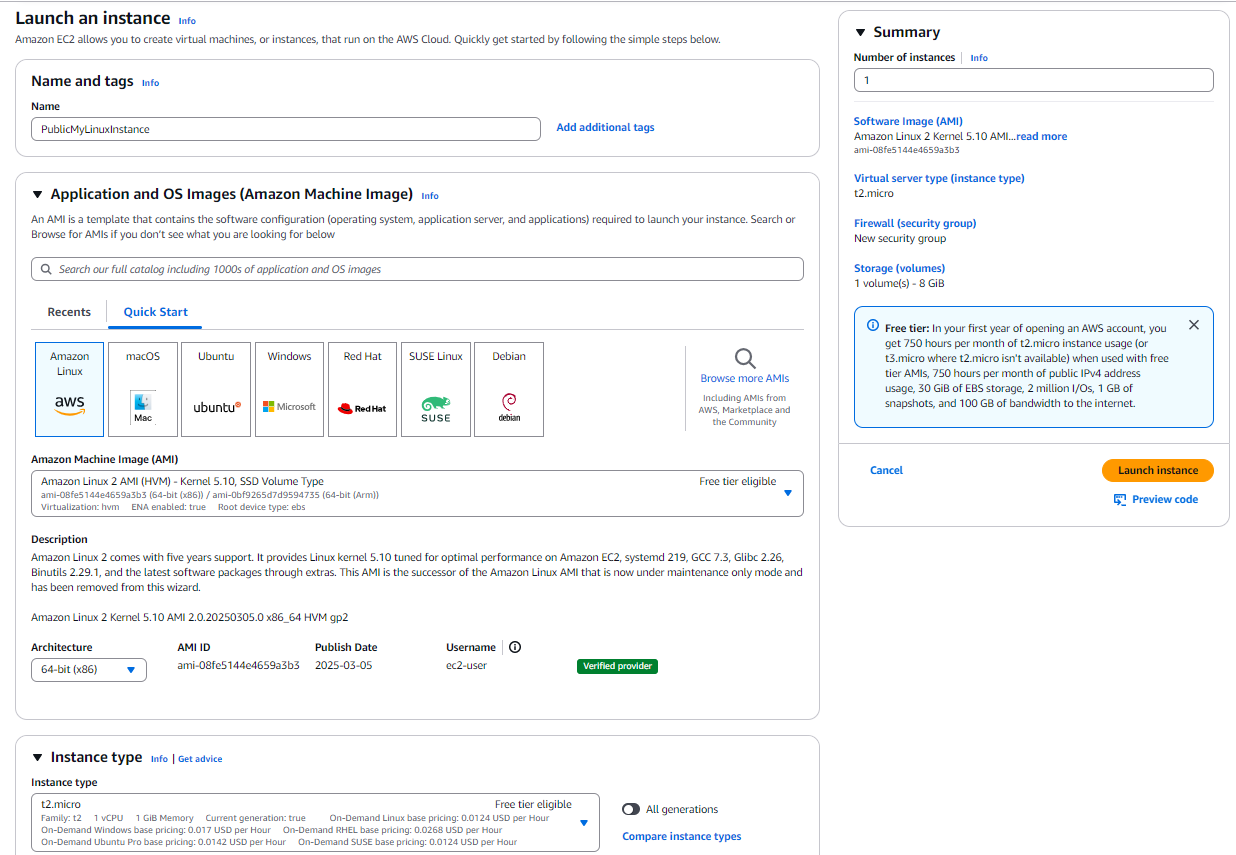 Launch an instance Info
Amazon EC2 allows you to create virtual machines, or instances, that run on the AWS Cloud. Quickly get started by following the simple steps below.
Name and tags Info
Name
PublicMyLinuxInstance
Add additional tags
Application and OS Images (Amazon Machine Image) Info
An AMI is a template that contains the software configuration (operating system, application server, and applications) required to launch your instance. Search or
Browse for AMIs if you don't see what you are looking for below
Search our full catalog including 1000s of application and OS images
Recents
Quick Start
Amazon
Linux
aws
macOS
Mac
Ubuntu
ubuntu
Windows
Microsoft
Red Hat
Red Hat
SUSE Linux
SUSE
Debian
debian
Browse more AMIs
Including AMIs from
AWS, Marketplace and
the Community
Amazon Machine Image (AMI)
Amazon Linux 2 AMI (HVM) - Kernel 5.10, SSD Volume Type
Free tier eligible
ami-08fe5144e4659a3b3 (64-bit (x86)) / ami-0bf9265d7d9594735 (64-bit (Arm))
Virtualization: hvm ENA enabled: true Root device type: ebs
Description
Amazon Linux 2 comes with five years support. It provides Linux kernel 5.10 tuned for optimal performance on Amazon EC2, systemd 219, GCC 7.3, Glibc 2.26,
Binutils 2.29.1, and the latest software packages through extras. This AMI is the successor of the Amazon Linux AMI that is now under maintenance only mode and
has been removed from this wizard.
Amazon Linux 2 Kernel 5.10 AMI 2.0.20250305.0 x86_64 HVM gp2
Architecture AMI ID Publish Date Username
64-bit (x86) ami-08fe5144e4659a3b3 2025-03-05 ec2-user Verified provider
Instance type Info | Get advice
Instance type
t2.micro
Free tier eligible
Family: t2 1 vCPU 1 GiB Memory Current generation: true On-Demand Linux base pricing: 0.0124 USD per Hour
On-Demand Windows base pricing: 0.017 USD per Hour On-Demand RHEL base pricing: 0.0268 USD per Hour
On-Demand Ubuntu Pro base pricing: 0.0142 USD per Hour On-Demand SUSE base pricing: 0.0124 USD per Hour
All generations
Compare instance types
Summary
Number of instances Info
1
Software Image (AMI)
Amazon Linux 2 Kernel 5.10 AMI...read more
ami-08fe5144e4659a3b3
Virtual server type (instance type)
t2.micro
Firewall (security group)
New security group
Storage (volumes)
1 volume(s) - 8 GiB
Free tier: In your first year of opening an AWS account, you
get 750 hours per month of t2.micro instance usage (or
t3.micro where t2.micro isn't available) when used with free
tier AMIs, 750 hours per month of public IPv4 address
usage, 30 GiB of EBS storage, 2 million I/Os, 1 GB of
snapshots, and 100 GB of bandwidth to the internet.
Cancel
Launch instance
Preview code